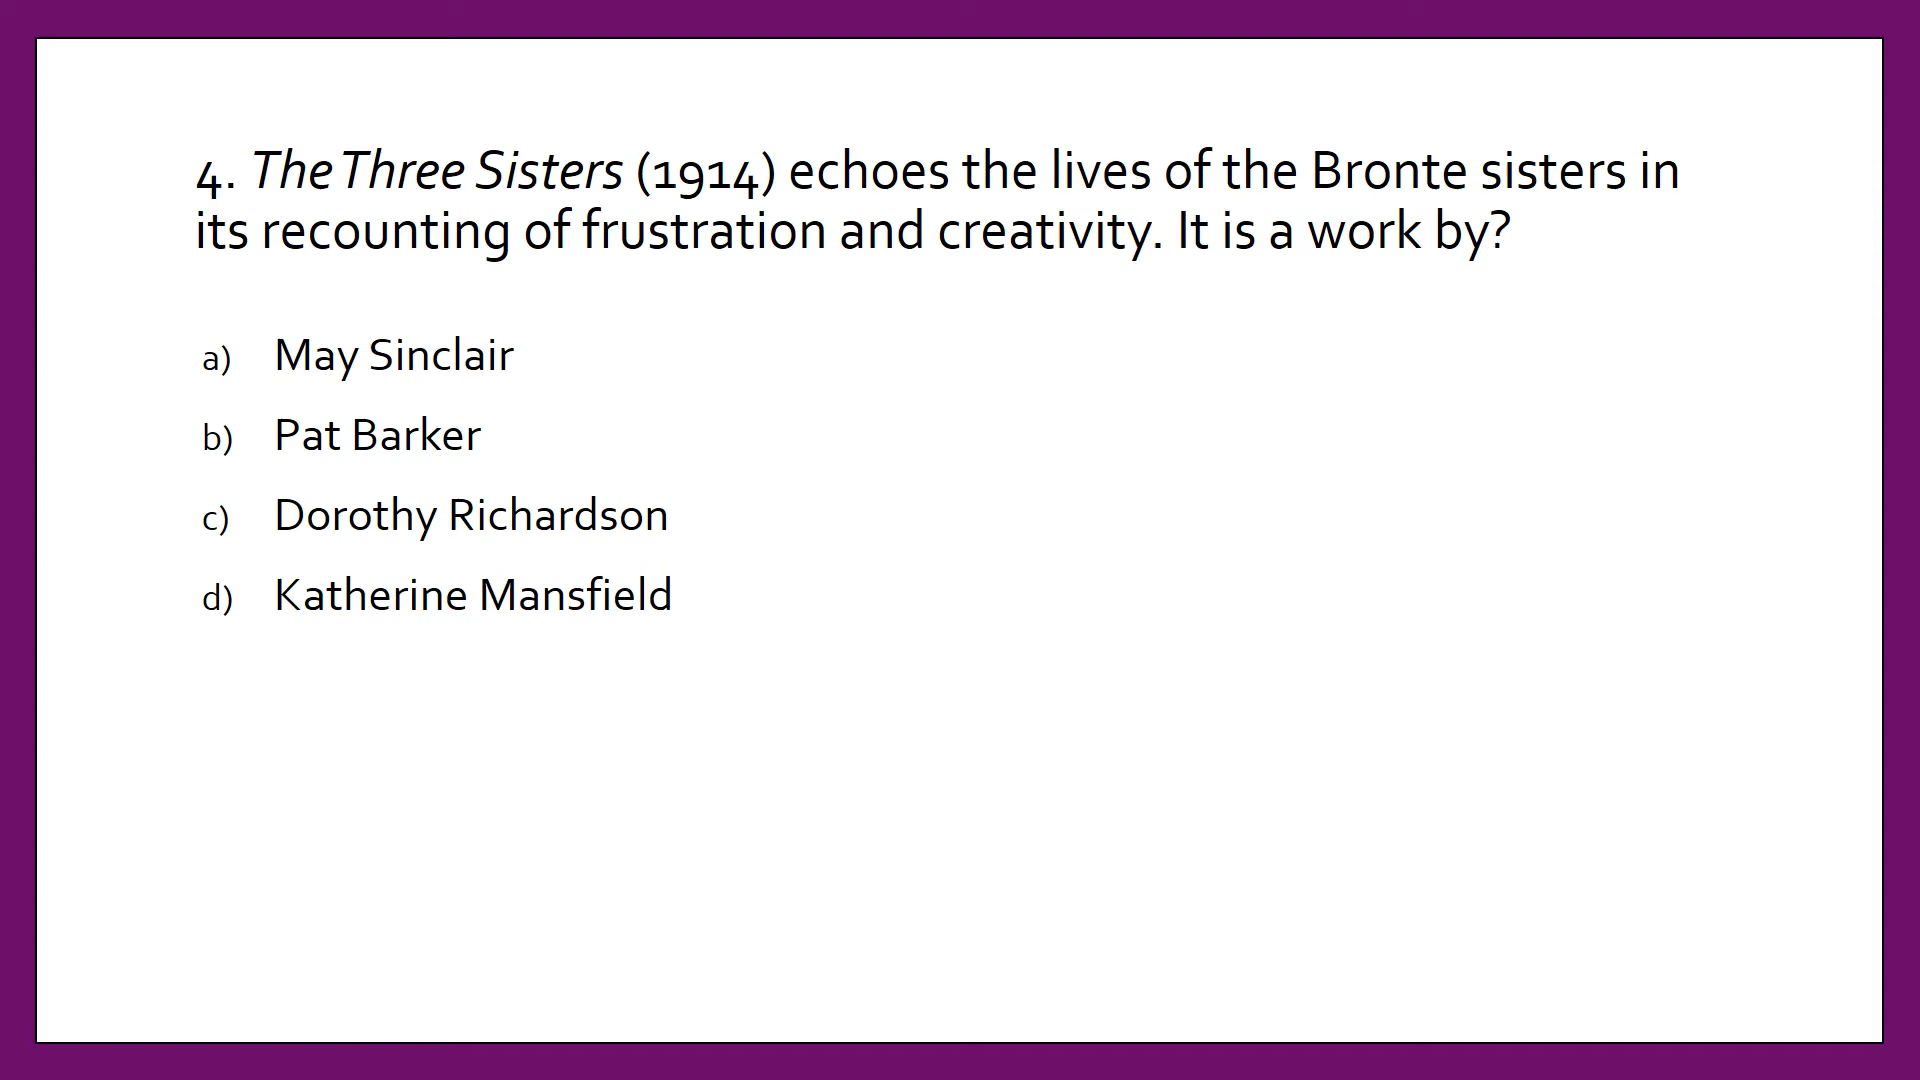 4. The Three Sisters (1914) echoes the lives of the Bronte sisters in
its recounting of frustration and creativity. It is a work by?
a) May Sinclair
b) Pat Barker
c) Dorothy Richardson
d) Katherine Mansfield